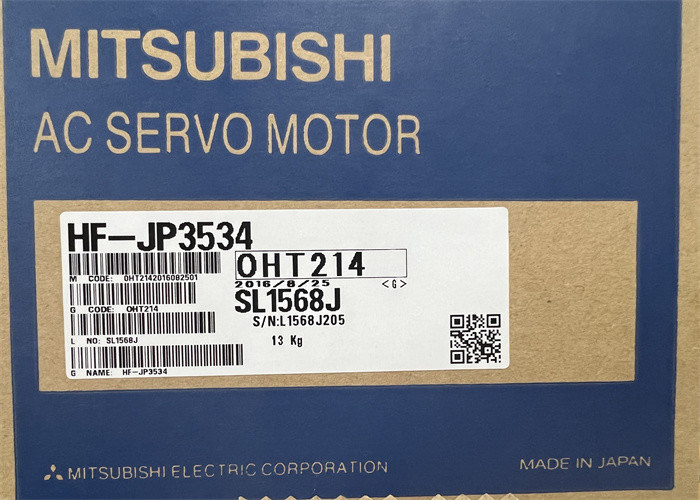 MITSUBISHI
AC SERVO MOTOR
HF-JP3534
OHT214
M CODE: OHT2142016082501
2016/8/25 <G>
SL1568J
G CODE: OHT214
S/N:L1568J205
L NO: SL1568J
13 Kg
G NAME: HF-JP3534
MITSUBISHI ELECTRIC CORPORATION
MADE IN JAPAN